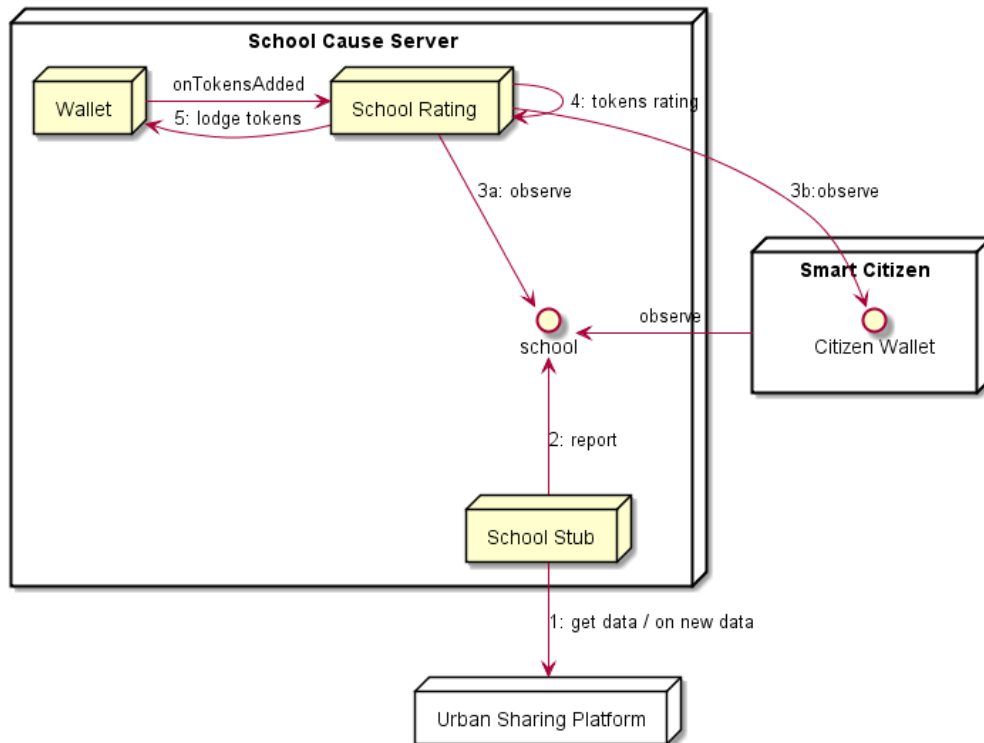 School Cause Server
onTokensAdded
Wallet
School Rating
4: tokens rating
5: lodge tokens
3a: observe
3b:observe
Smart Citizen
observe
school
Citizen Wallet
2: report
School Stub
1: get data / on new data
Urban Sharing Platform